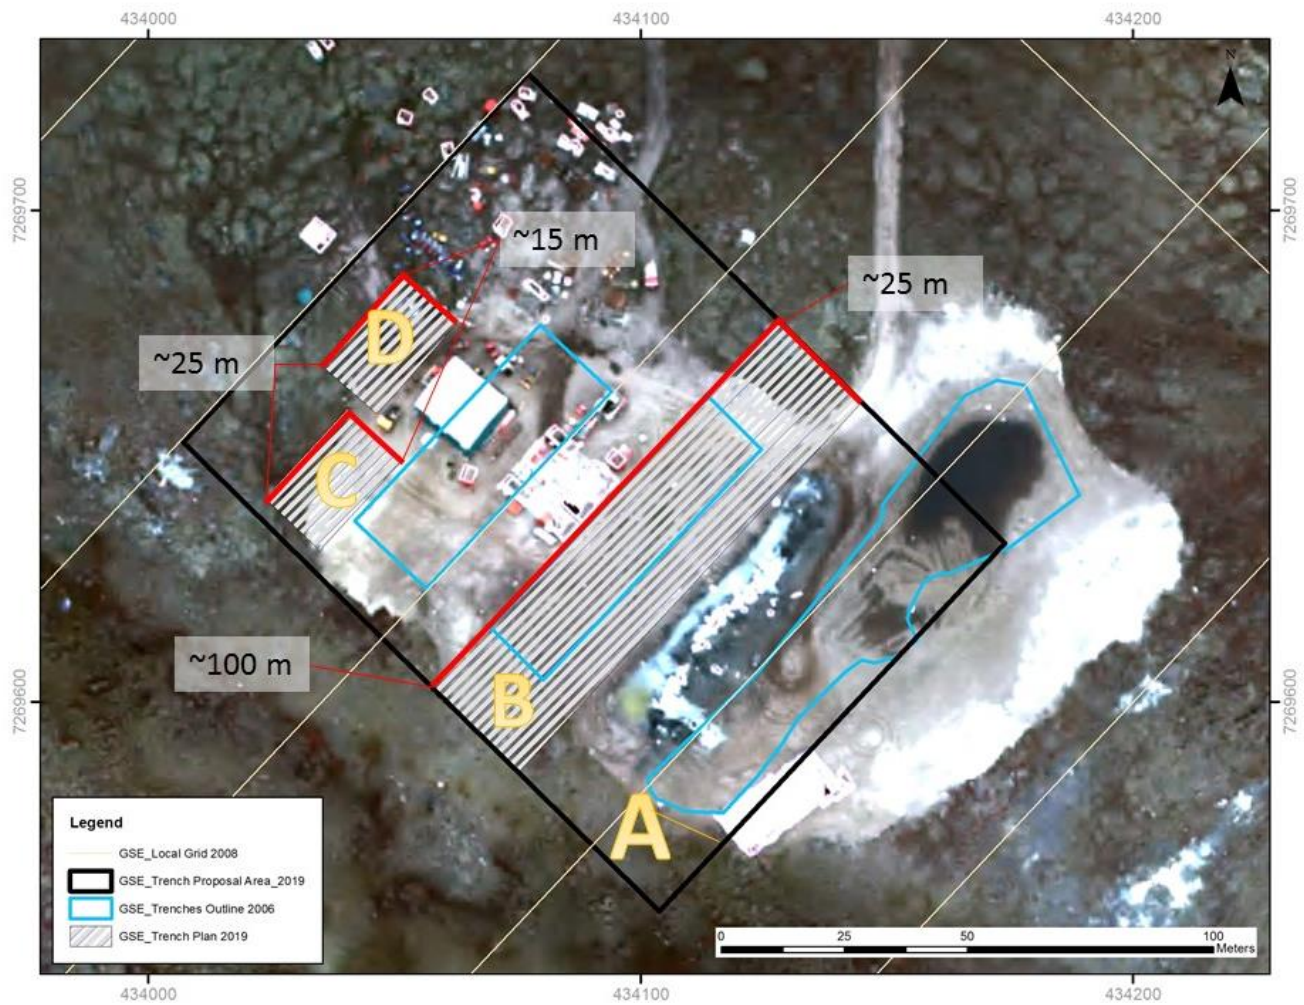 434000 434100 434200
N
7269700
7269700
~15 m
~25 m
D
~25 m
C
~100 m
B
7269600
7269600
A
Legend
GSE_Local Grid 2008
GSE_Trench Proposal Area_2019
GSE_Trenches Outline 2006
GSE_Trench Plan 2019
0 25 50 100
Meters
434000 434100 434200